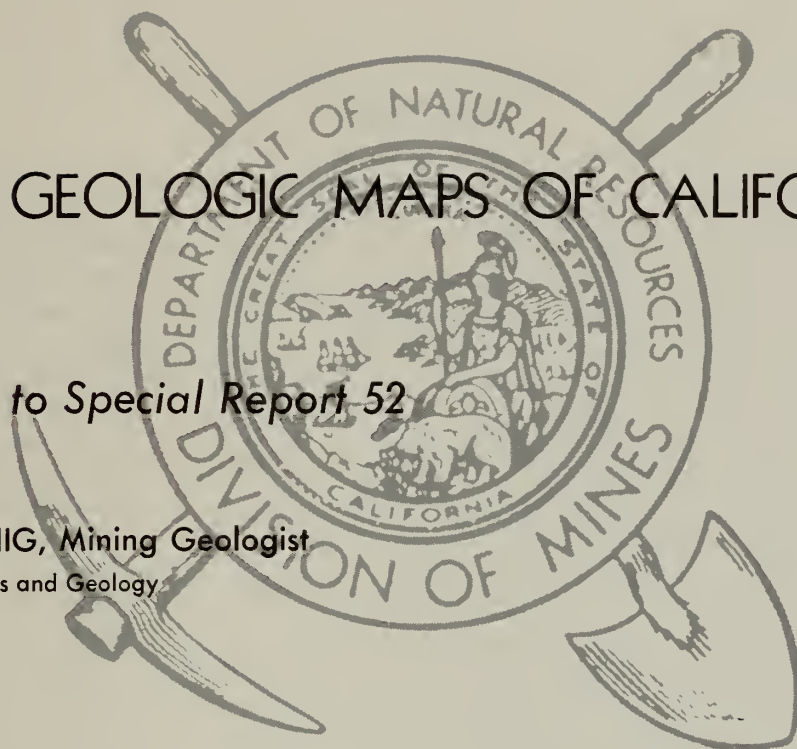 GEOLOGIC MAPS OF CALIFO
to Special Report 52
IIG, Mining Geologist
s and Geology
DEPARTMENT OF NATURAL RESOURCES
DIVISION OF MINES
THE GREAT SEAL OF THE STATE OF
CALIFORNIA